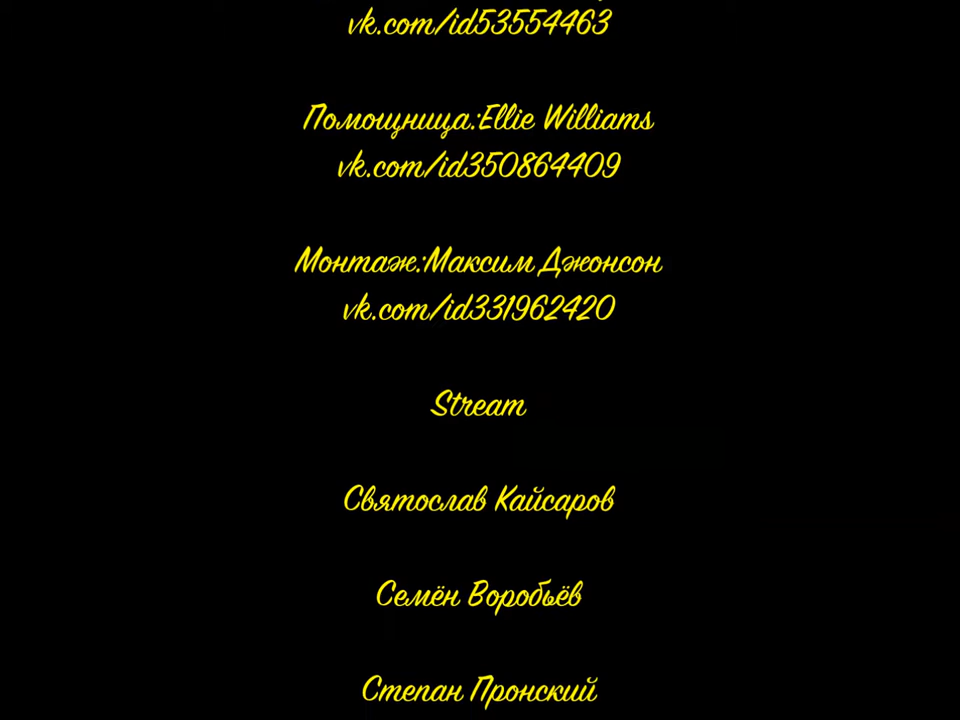 vk.com/id53554463
Помощница:Ellie Williams
vk.com/id350864409
Монтаж:Максим Джонсон
vk.com/id331962420
Stream
Святослав Кайсаров
Семён Воробьёв
Степан Пронский